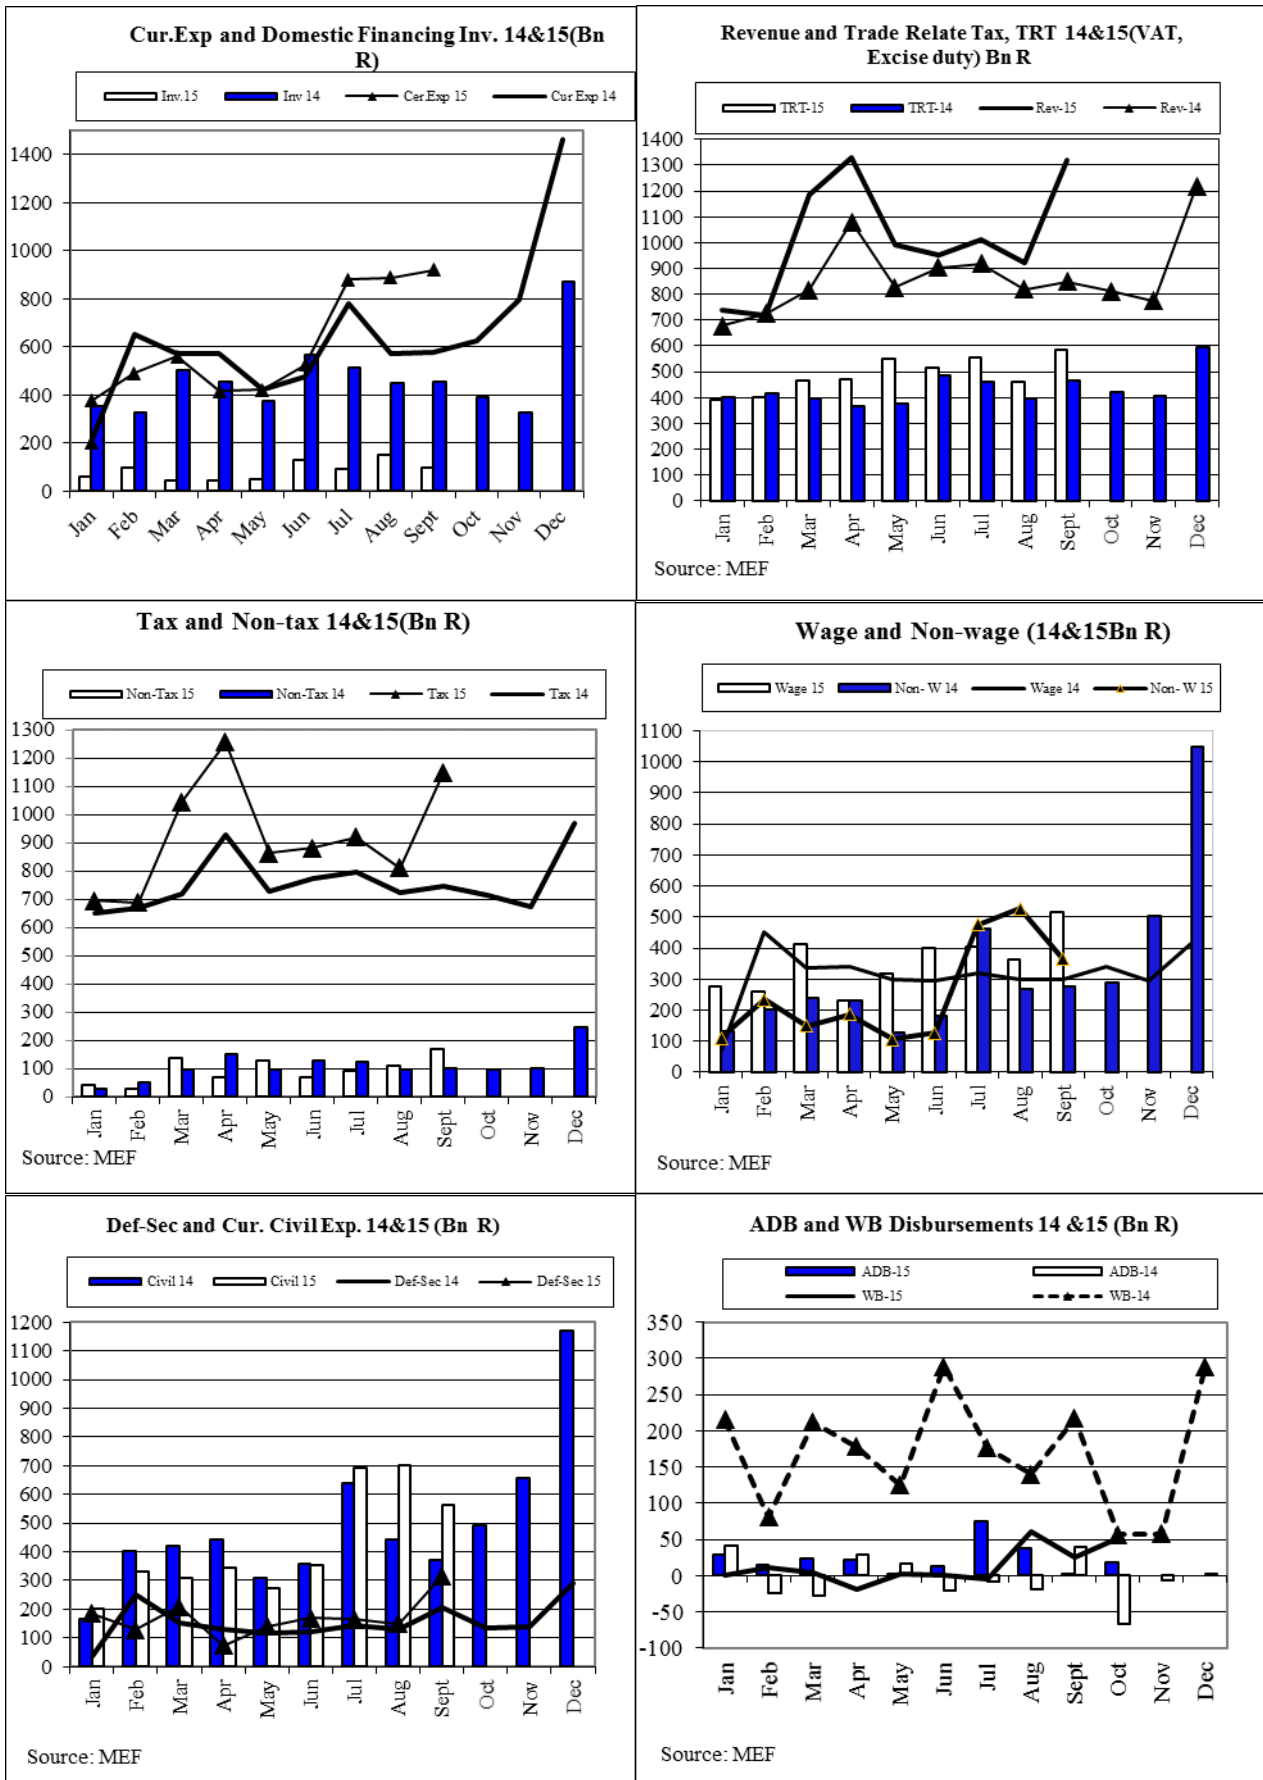 Cur.Exp and Domestic Financing Inv. 14&15(Bn
R)
Inv.15 Inv 14 Cer.Exp 15 Cur Exp 14
1400
1200
1000
800
600
400
200
0
Jan Feb Mar Apr May Jun Jul Aug Sept Oct Nov Dec
Revenue and Trade Relate Tax, TRT 14&15(VAT,
Excise duty) Bn R
TRT-15 TRT-14 Rev-15 Rev-14
1400
1300
1200
1100
1000
900
800
700
600
500
400
300
200
100
0
Jan Feb Mar Apr May Jun Jul Aug Sept Oct Nov Dec
Source: MEF
Tax and Non-tax 14&15(Bn R)
Non-Tax 15 Non-Tax 14 Tax 15 Tax 14
1300
1200
1100
1000
900
800
700
600
500
400
300
200
100
0
Jan Feb Mar Apr May Jun Jul Aug Sept Oct Nov Dec
Source: MEF
Wage and Non-wage (14&15Bn R)
Wage 15 Non- W 14 Wage 14 Non- W 15
1100
1000
900
800
700
600
500
400
300
200
100
0
Jan Feb Mar Apr May Jun Jul Aug Sept Oct Nov Dec
Source: MEF
Def-Sec and Cur. Civil Exp. 14&15 (Bn R)
Civil 14 Civil 15 Def-Sec 14 Def-Sec 15
1200
1100
1000
900
800
700
600
500
400
300
200
100
0
Jan Feb Mar Apr May Jun Jul Aug Sept Oct Nov Dec
Source: MEF
ADB and WB Disbursements 14 &15 (Bn R)
ADB-15 ADB-14
WB-15 WB-14
350
300
250
200
150
100
50
0
-50
-100
Jan Feb Mar Apr May Jun Jul Aug Sept Oct Nov Dec
Source: MEF